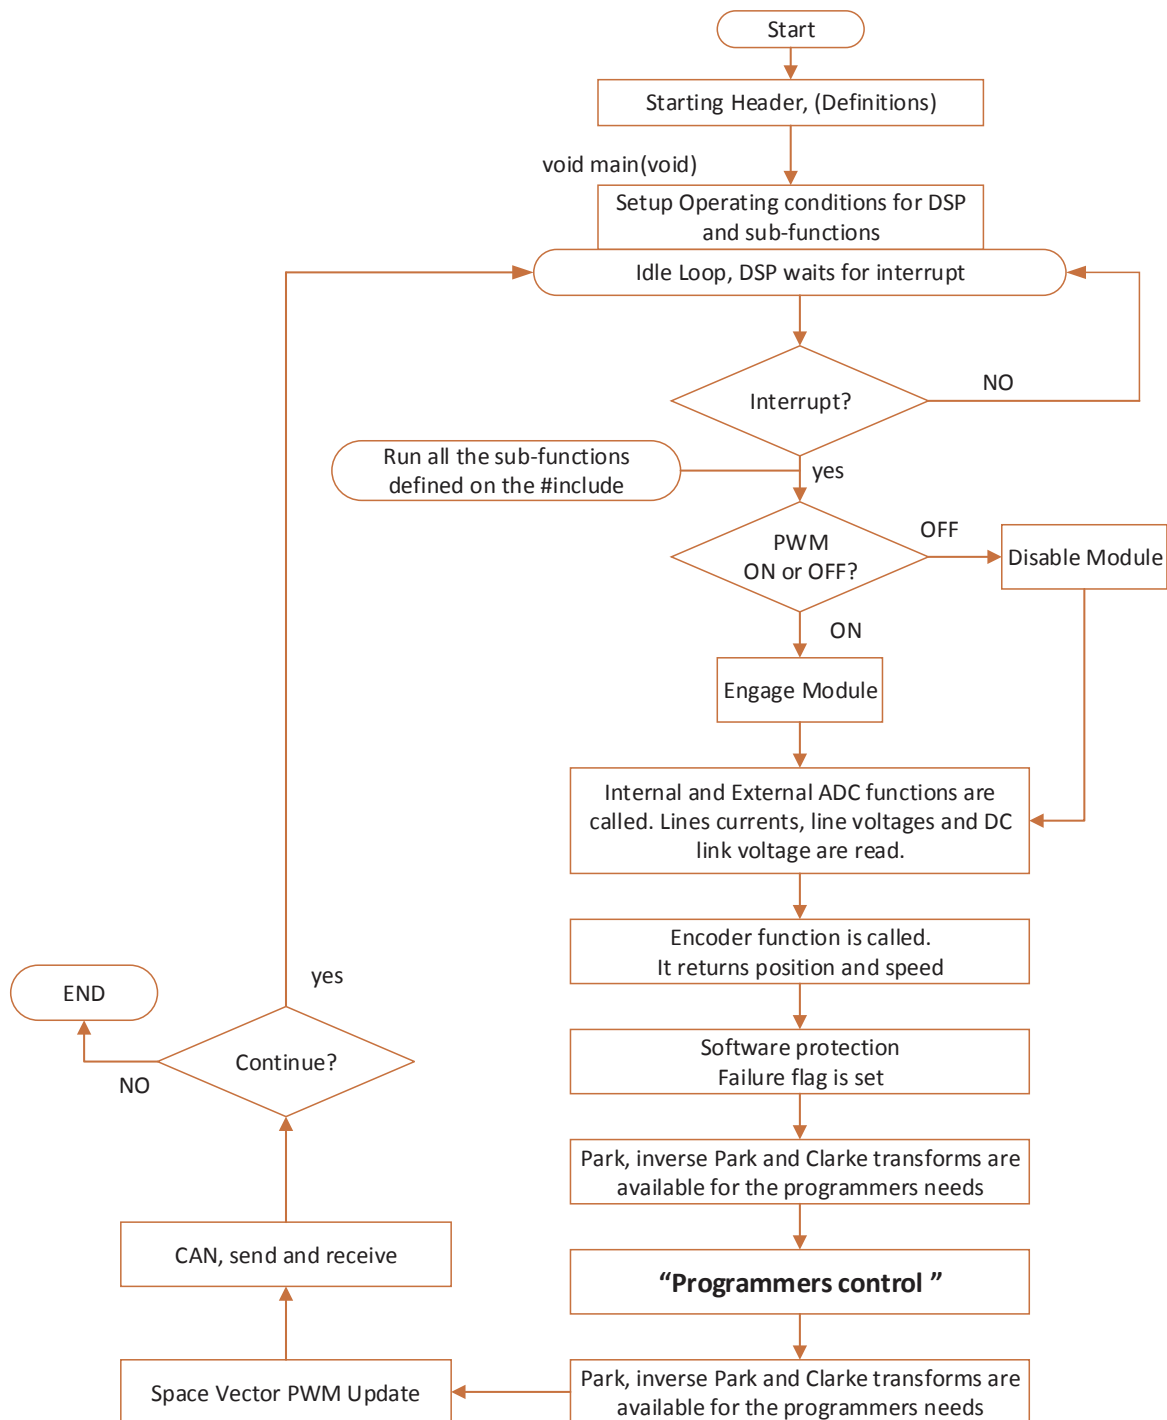 Start
Starting Header, (Definitions)
void main(void)
Setup Operating conditions for DSP
and sub-functions
Idle Loop, DSP waits for interrupt
Interrupt?
NO
Run all the sub-functions
defined on the #include
yes
PWM
ON or OFF?
OFF
Disable Module
ON
Engage Module
Internal and External ADC functions are
called. Lines currents, line voltages and DC
link voltage are read.
Encoder function is called.
It returns position and speed
Software protection
Failure flag is set
Park, inverse Park and Clarke transforms are
available for the programmers needs
“Programmers control ”
Park, inverse Park and Clarke transforms are
available for the programmers needs
Space Vector PWM Update
CAN, send and receive
Continue?
yes
NO
END